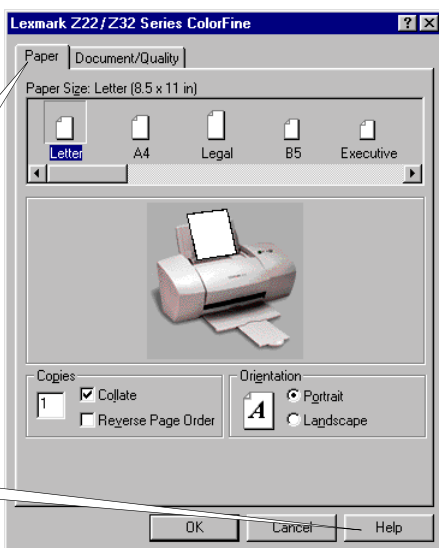 Lexmark Z22/Z32 Series ColorFine
Paper Document/Quality
Paper Size: Letter (8.5 x 11 in)
Letter A4 Legal B5 Executive
Copies Orientation
1 Collate A Portrait
Reverse Page Order Landscape
OK Cancel Help